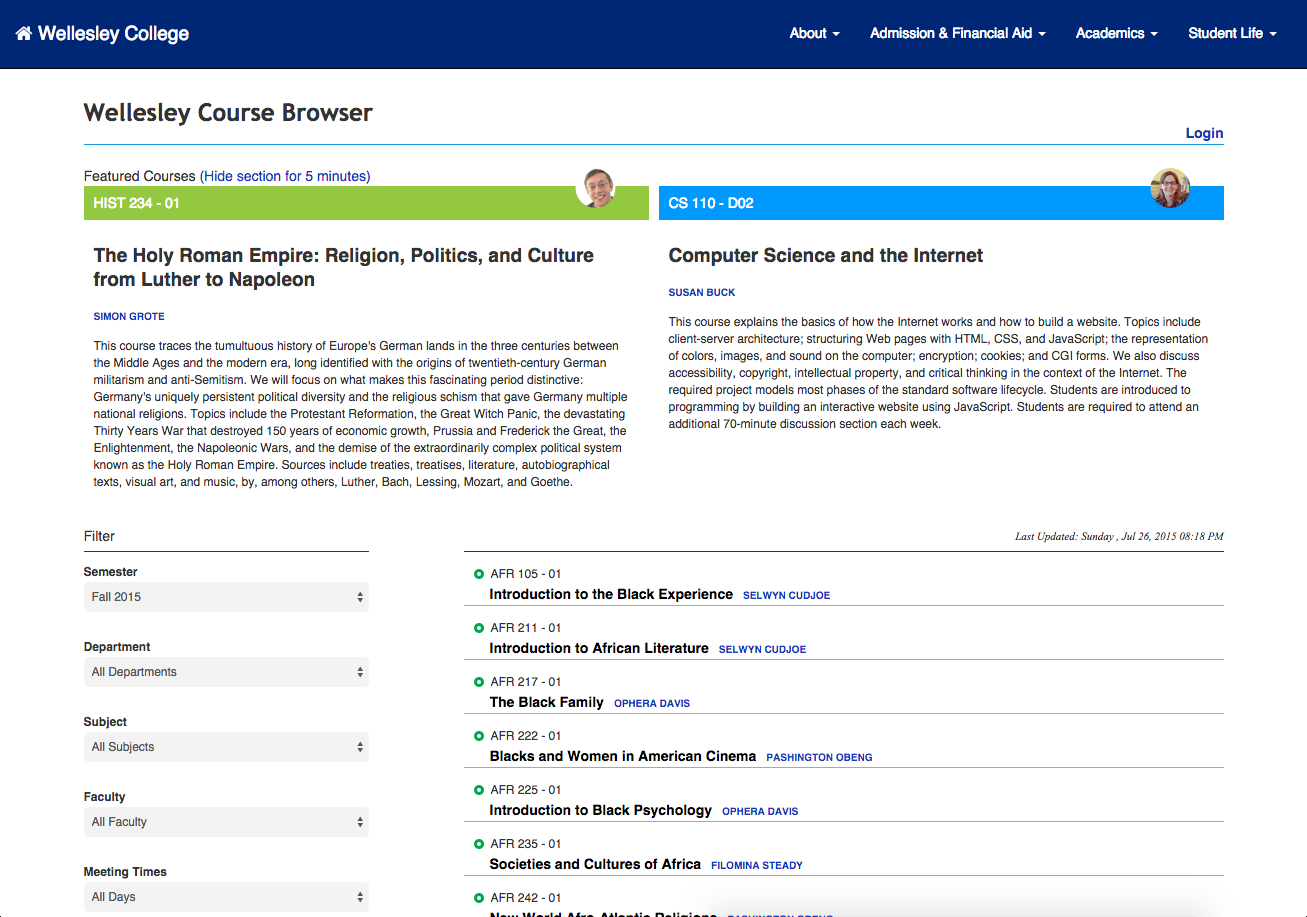 Wellesley College
About
Admission & Financial Aid
Academics
Student Life
Wellesley Course Browser
Login
Featured Courses (Hide section for 5 minutes)
HIST 234 - 01
The Holy Roman Empire: Religion, Politics, and Culture
from Luther to Napoleon
SIMON GROTE
This course traces the tumultuous history of Europe's German lands in the three centuries between
the Middle Ages and the modern era, long identified with the origins of twentieth-century German
militarism and anti-Semitism. We will focus on what makes this fascinating period distinctive:
Germany's uniquely persistent political diversity and the religious schism that gave Germany multiple
national religions. Topics include the Protestant Reformation, the Great Witch Panic, the devastating
Thirty Years War that destroyed 150 years of economic growth, Prussia and Frederick the Great, the
Enlightenment, the Napoleonic Wars, and the demise of the extraordinarily complex political system
known as the Holy Roman Empire. Sources include treaties, treatises, literature, autobiographical
texts, visual art, and music, by, among others, Luther, Bach, Lessing, Mozart, and Goethe.
CS 110 - D02
Computer Science and the Internet
SUSAN BUCK
This course explains the basics of how the Internet works and how to build a website. Topics include
client-server architecture; structuring Web pages with HTML, CSS, and JavaScript; the representation
of colors, images, and sound on the computer; encryption; cookies; and CGI forms. We also discuss
accessibility, copyright, intellectual property, and critical thinking in the context of the Internet. The
required project models most phases of the standard software lifecycle. Students are introduced to
programming by building an interactive website using JavaScript. Students are required to attend an
additional 70-minute discussion section each week.
Filter
Semester
Fall 2015
Department
All Departments
Subject
All Subjects
Faculty
All Faculty
Meeting Times
All Days
Last Updated: Sunday , Jul 26, 2015 08:18 PM
AFR 105 - 01
Introduction to the Black Experience SELWYN CUDJOE
AFR 211 - 01
Introduction to African Literature SELWYN CUDJOE
AFR 217 - 01
The Black Family OPHERA DAVIS
AFR 222 - 01
Blacks and Women in American Cinema PASHINGTON OBENG
AFR 225 - 01
Introduction to Black Psychology OPHERA DAVIS
AFR 235 - 01
Societies and Cultures of Africa FILOMINA STEADY
AFR 242 - 01
New World Afro-Atlantic Religions PASHINGTON OBENG